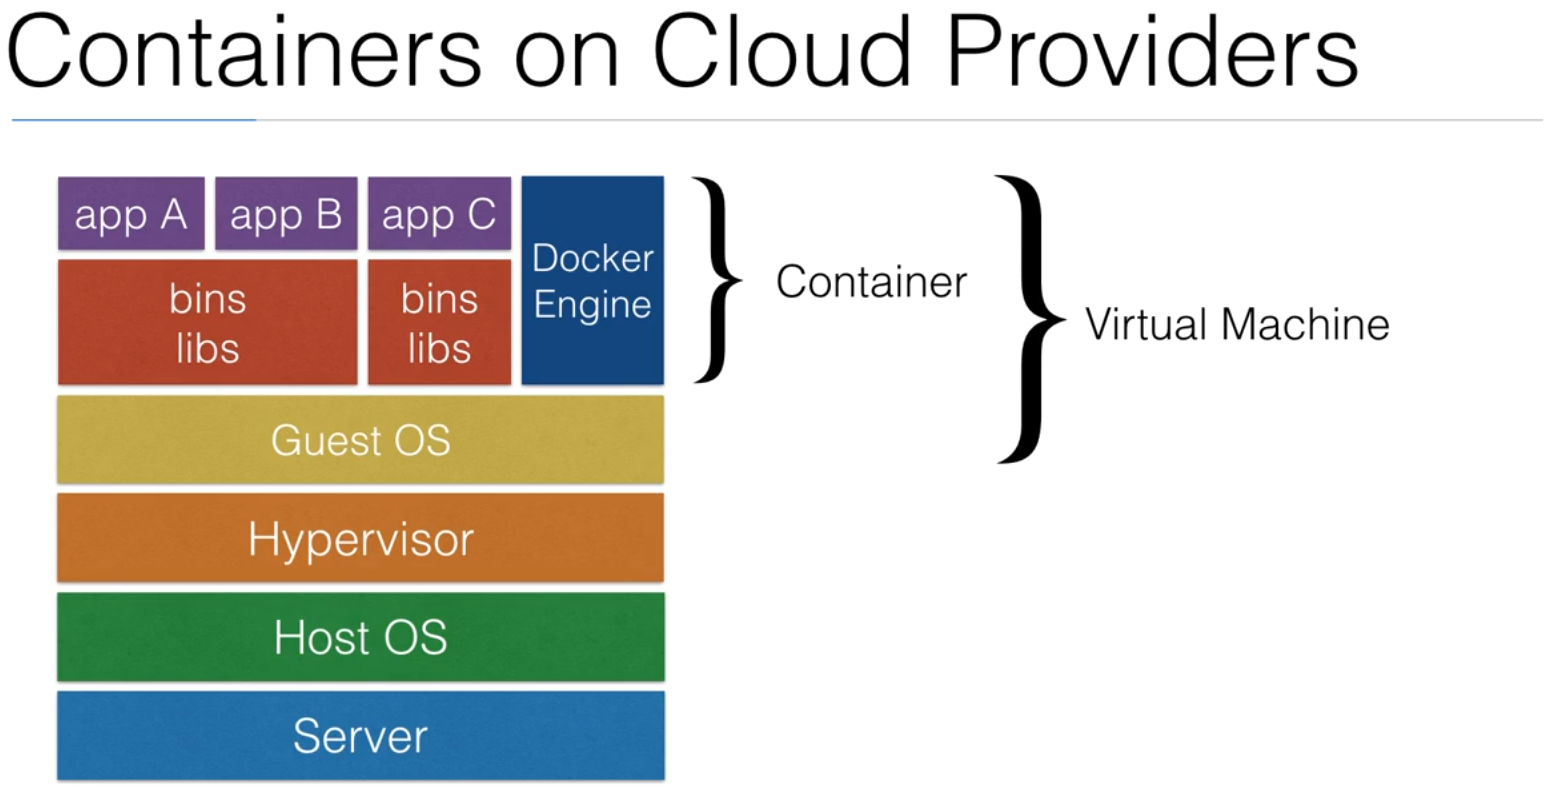 Containers on Cloud Providers
app A
app B
app C
Docker
Engine
bins
libs
bins
libs
Container
Virtual Machine
Guest OS
Hypervisor
Host OS
Server